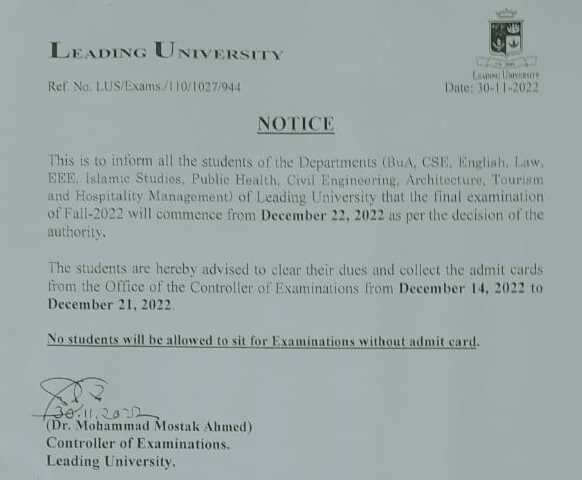 LEADING UNIVERSITY
LEADING UNIVERSITY
Ref. No. LUS/Exams./110/1027/944
Date: 30-11-2022
NOTICE
This is to inform all the students of the Departments (BuA, CSE, English, Law,
EEE, Islamic Studies, Public Health, Civil Engineering, Architecture, Tourism
and Hospitality Management) of Leading University that the final examination
of Fall-2022 will commence from December 22, 2022 as per the decision of the
authority.
The students are hereby advised to clear their dues and collect the admit cards
from the Office of the Controller of Examinations from December 14, 2022 to
December 21, 2022.
No students will be allowed to sit for Examinations without admit card.
30.11.2022
(Dr. Mohammad Mostak Ahmed)
Controller of Examinations.
Leading University.